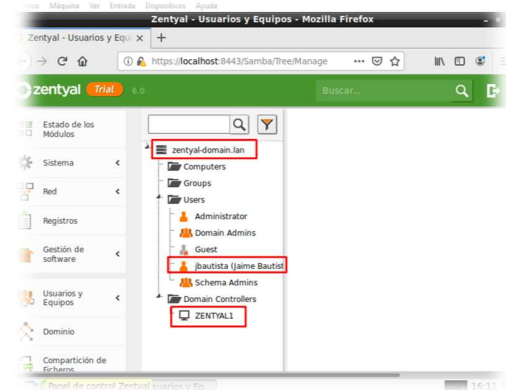 Máquina Ver Entrada Dispositivos Ayuda
Zentyal - Usuarios y Equipos - Mozilla Firefox
Zentyal - Usuarios y Equi × +
https://localhost:8443/Samba/Tree/Manage
zentyal Trial 6.0 Buscar...
Estado de los
Módulos
Sistema
Red
Registros
Gestión de
software
Usuarios y
Equipos
Dominio
Compartición de
Ficheros
zentyal-domain.lan
Computers
Groups
Users
Administrator
Domain Admins
Guest
jbautista (Jaime Bautist
Schema Admins
Domain Controllers
ZENTYAL1
Panel de control Zentyal
16:11